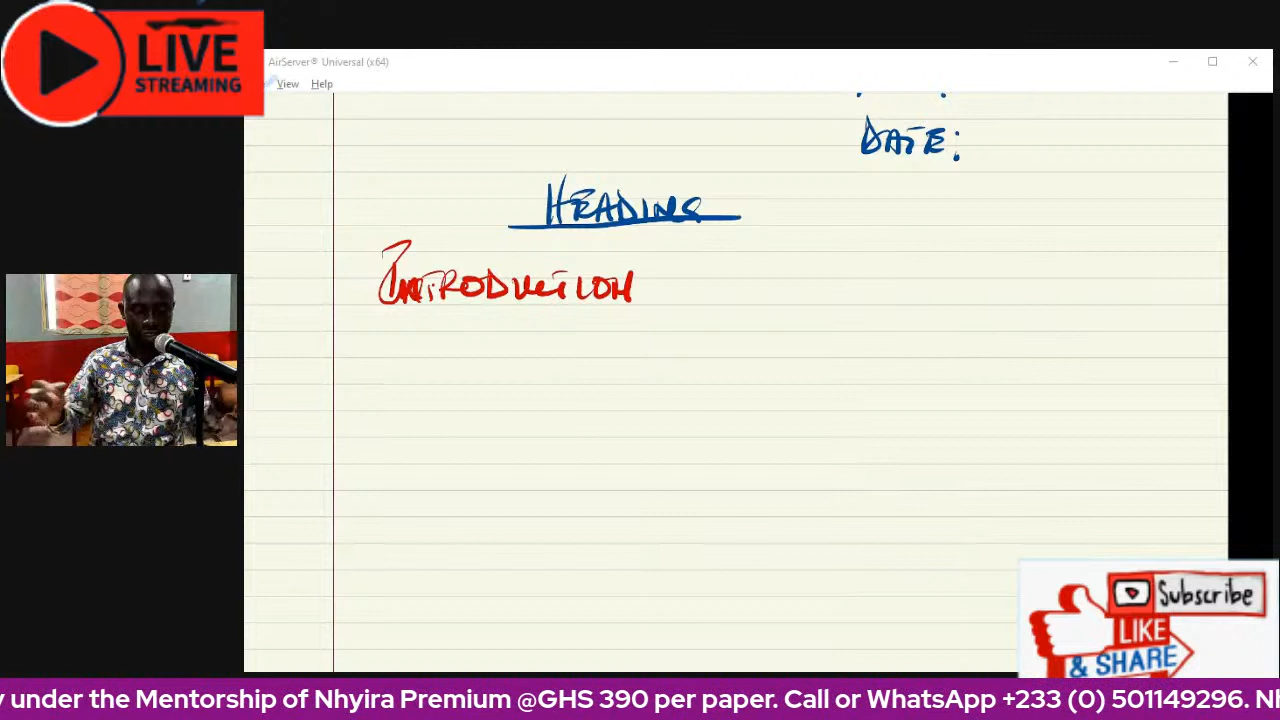 LIVE
STREAMING
AirServer® Universal (x64)
View Help
DATE:
HEADING
INTRODUCTION
Subscribe
LIKE
& SHARE
y under the Mentorship of Nhyira Premium @GHS 390 per paper. Call or WhatsApp +233 (0) 501149296. Nh